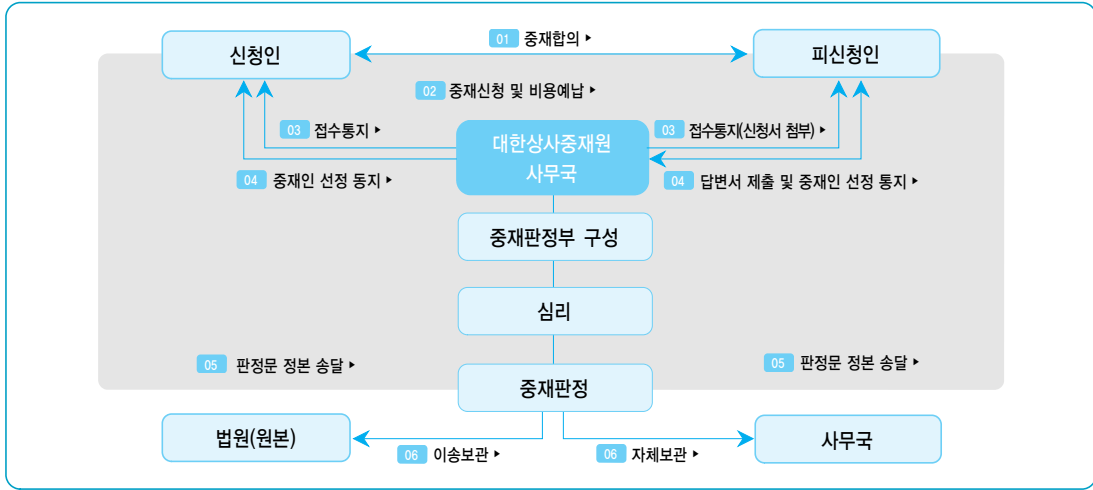 신청인
01 중재합의 ▶
피신청인
02 중재신청 및 비용예납 ▶
03 접수통지 ▶
대한상사중재원
사무국
03 접수통지(신청서 첨부) ▶
04 중재인 선정 동지 ▶
04 답변서 제출 및 중재인 선정 통지 ▶
중재판정부 구성
심리
05 판정문 정본 송달 ▶
05 판정문 정본 송달 ▶
중재판정
법원(원본)
06 이송보관 ▶
06 자체보관 ▶
사무국